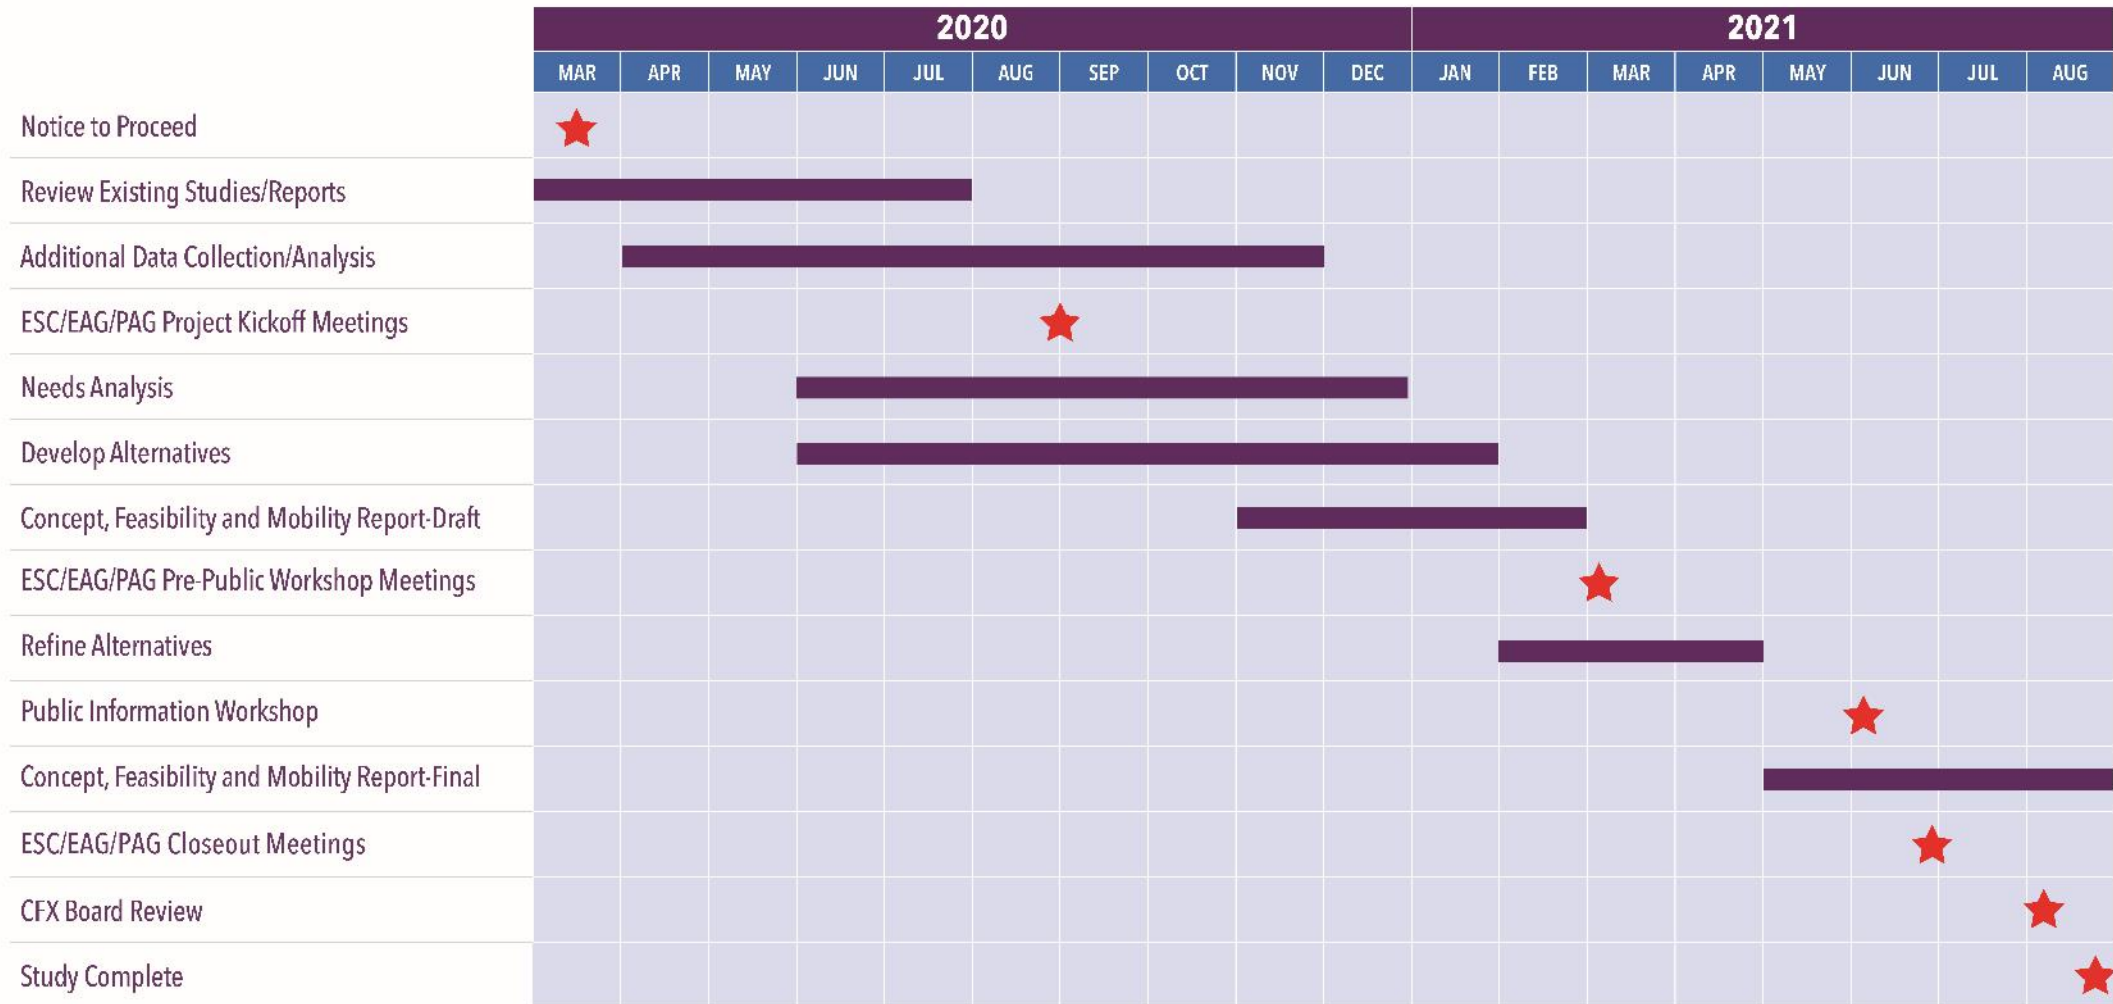 2020 2021
MAR APR MAY JUN JUL AUG SEP OCT NOV DEC JAN FEB MAR APR MAY JUN JUL AUG
Notice to Proceed
Review Existing Studies/Reports
Additional Data Collection/Analysis
ESC/EAG/PAG Project Kickoff Meetings
Needs Analysis
Develop Alternatives
Concept, Feasibility and Mobility Report-Draft
ESC/EAG/PAG Pre-Public Workshop Meetings
Refine Alternatives
Public Information Workshop
Concept, Feasibility and Mobility Report-Final
ESC/EAG/PAG Closeout Meetings
CFX Board Review
Study Complete